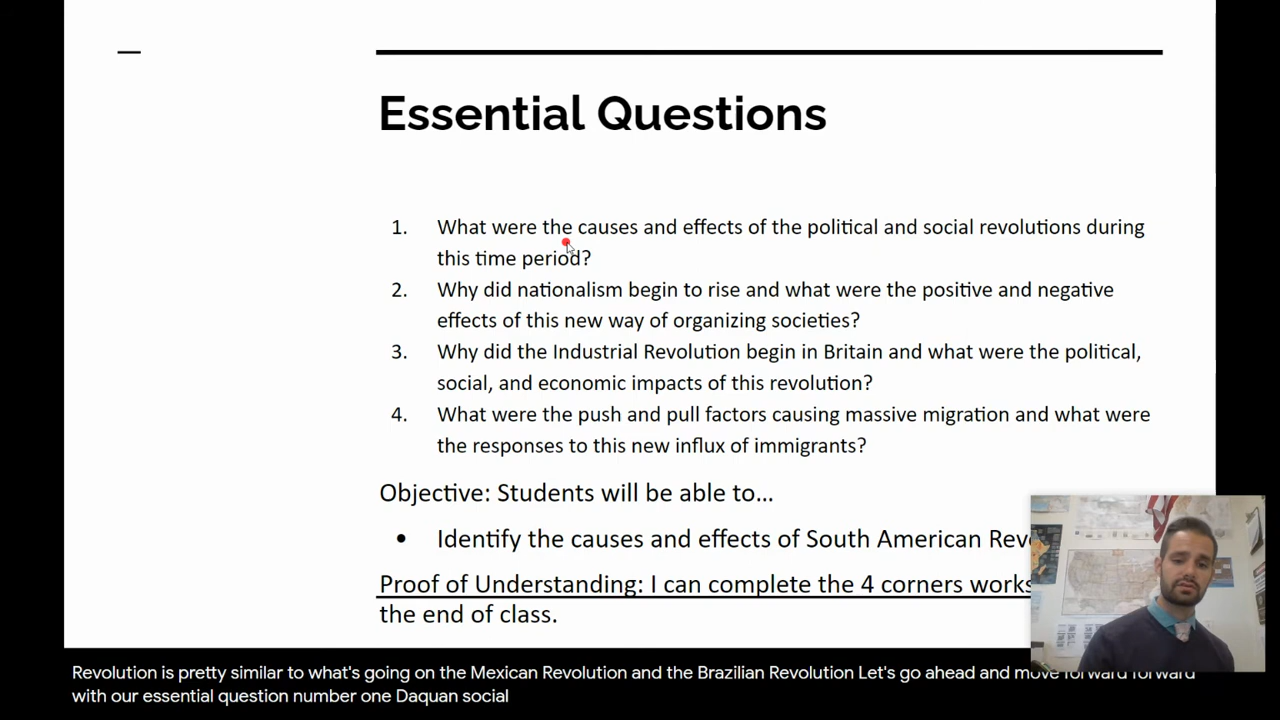 Essential Questions
1. What were the causes and effects of the political and social revolutions during
this time period?
2. Why did nationalism begin to rise and what were the positive and negative
effects of this new way of organizing societies?
3. Why did the Industrial Revolution begin in Britain and what were the political,
social, and economic impacts of this revolution?
4. What were the push and pull factors causing massive migration and what were
the responses to this new influx of immigrants?
Objective: Students will be able to...
• Identify the causes and effects of South American
Proof of Understanding: I can complete the 4 corners
the end of class.
Revolution is pretty similar to what's going on the Mexican Revolution and the Brazilian Revolution Let's go ahead and move forward forward
with our essential question number one Daquan social